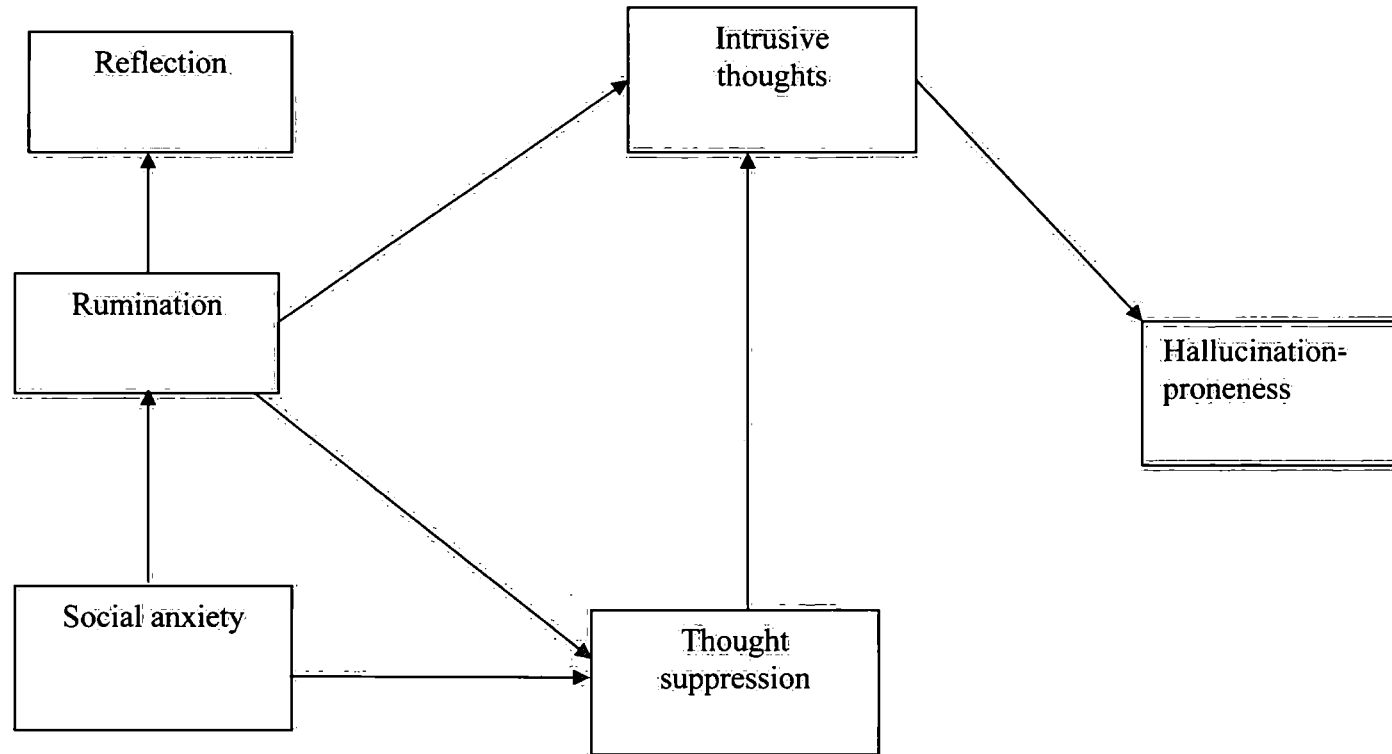 Reflection
Intrusive
thoughts
Rumination
Hallucination-
proneness
Social anxiety
Thought
suppression